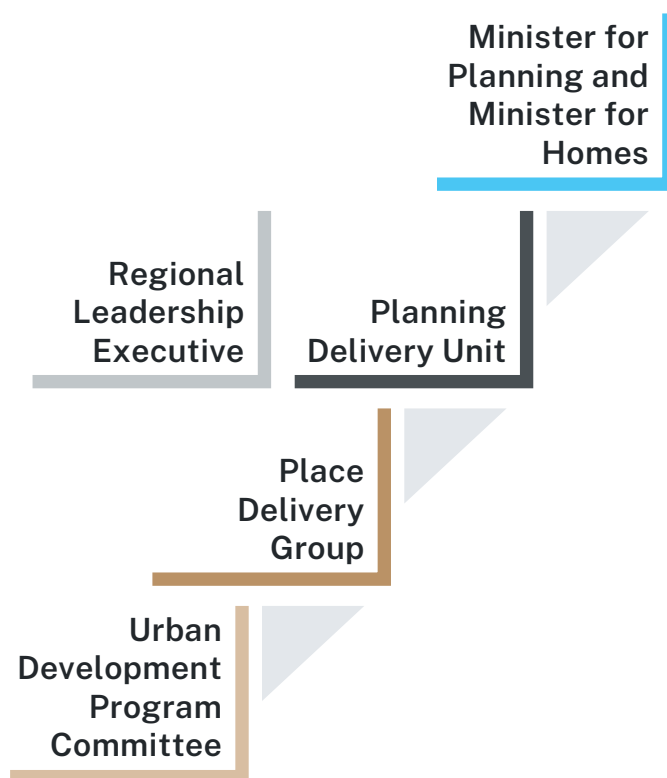 Minister for
Planning and
Minister for
Homes
Regional
Leadership
Executive
Planning
Delivery Unit
Place
Delivery
Group
Urban
Development
Program
Committee